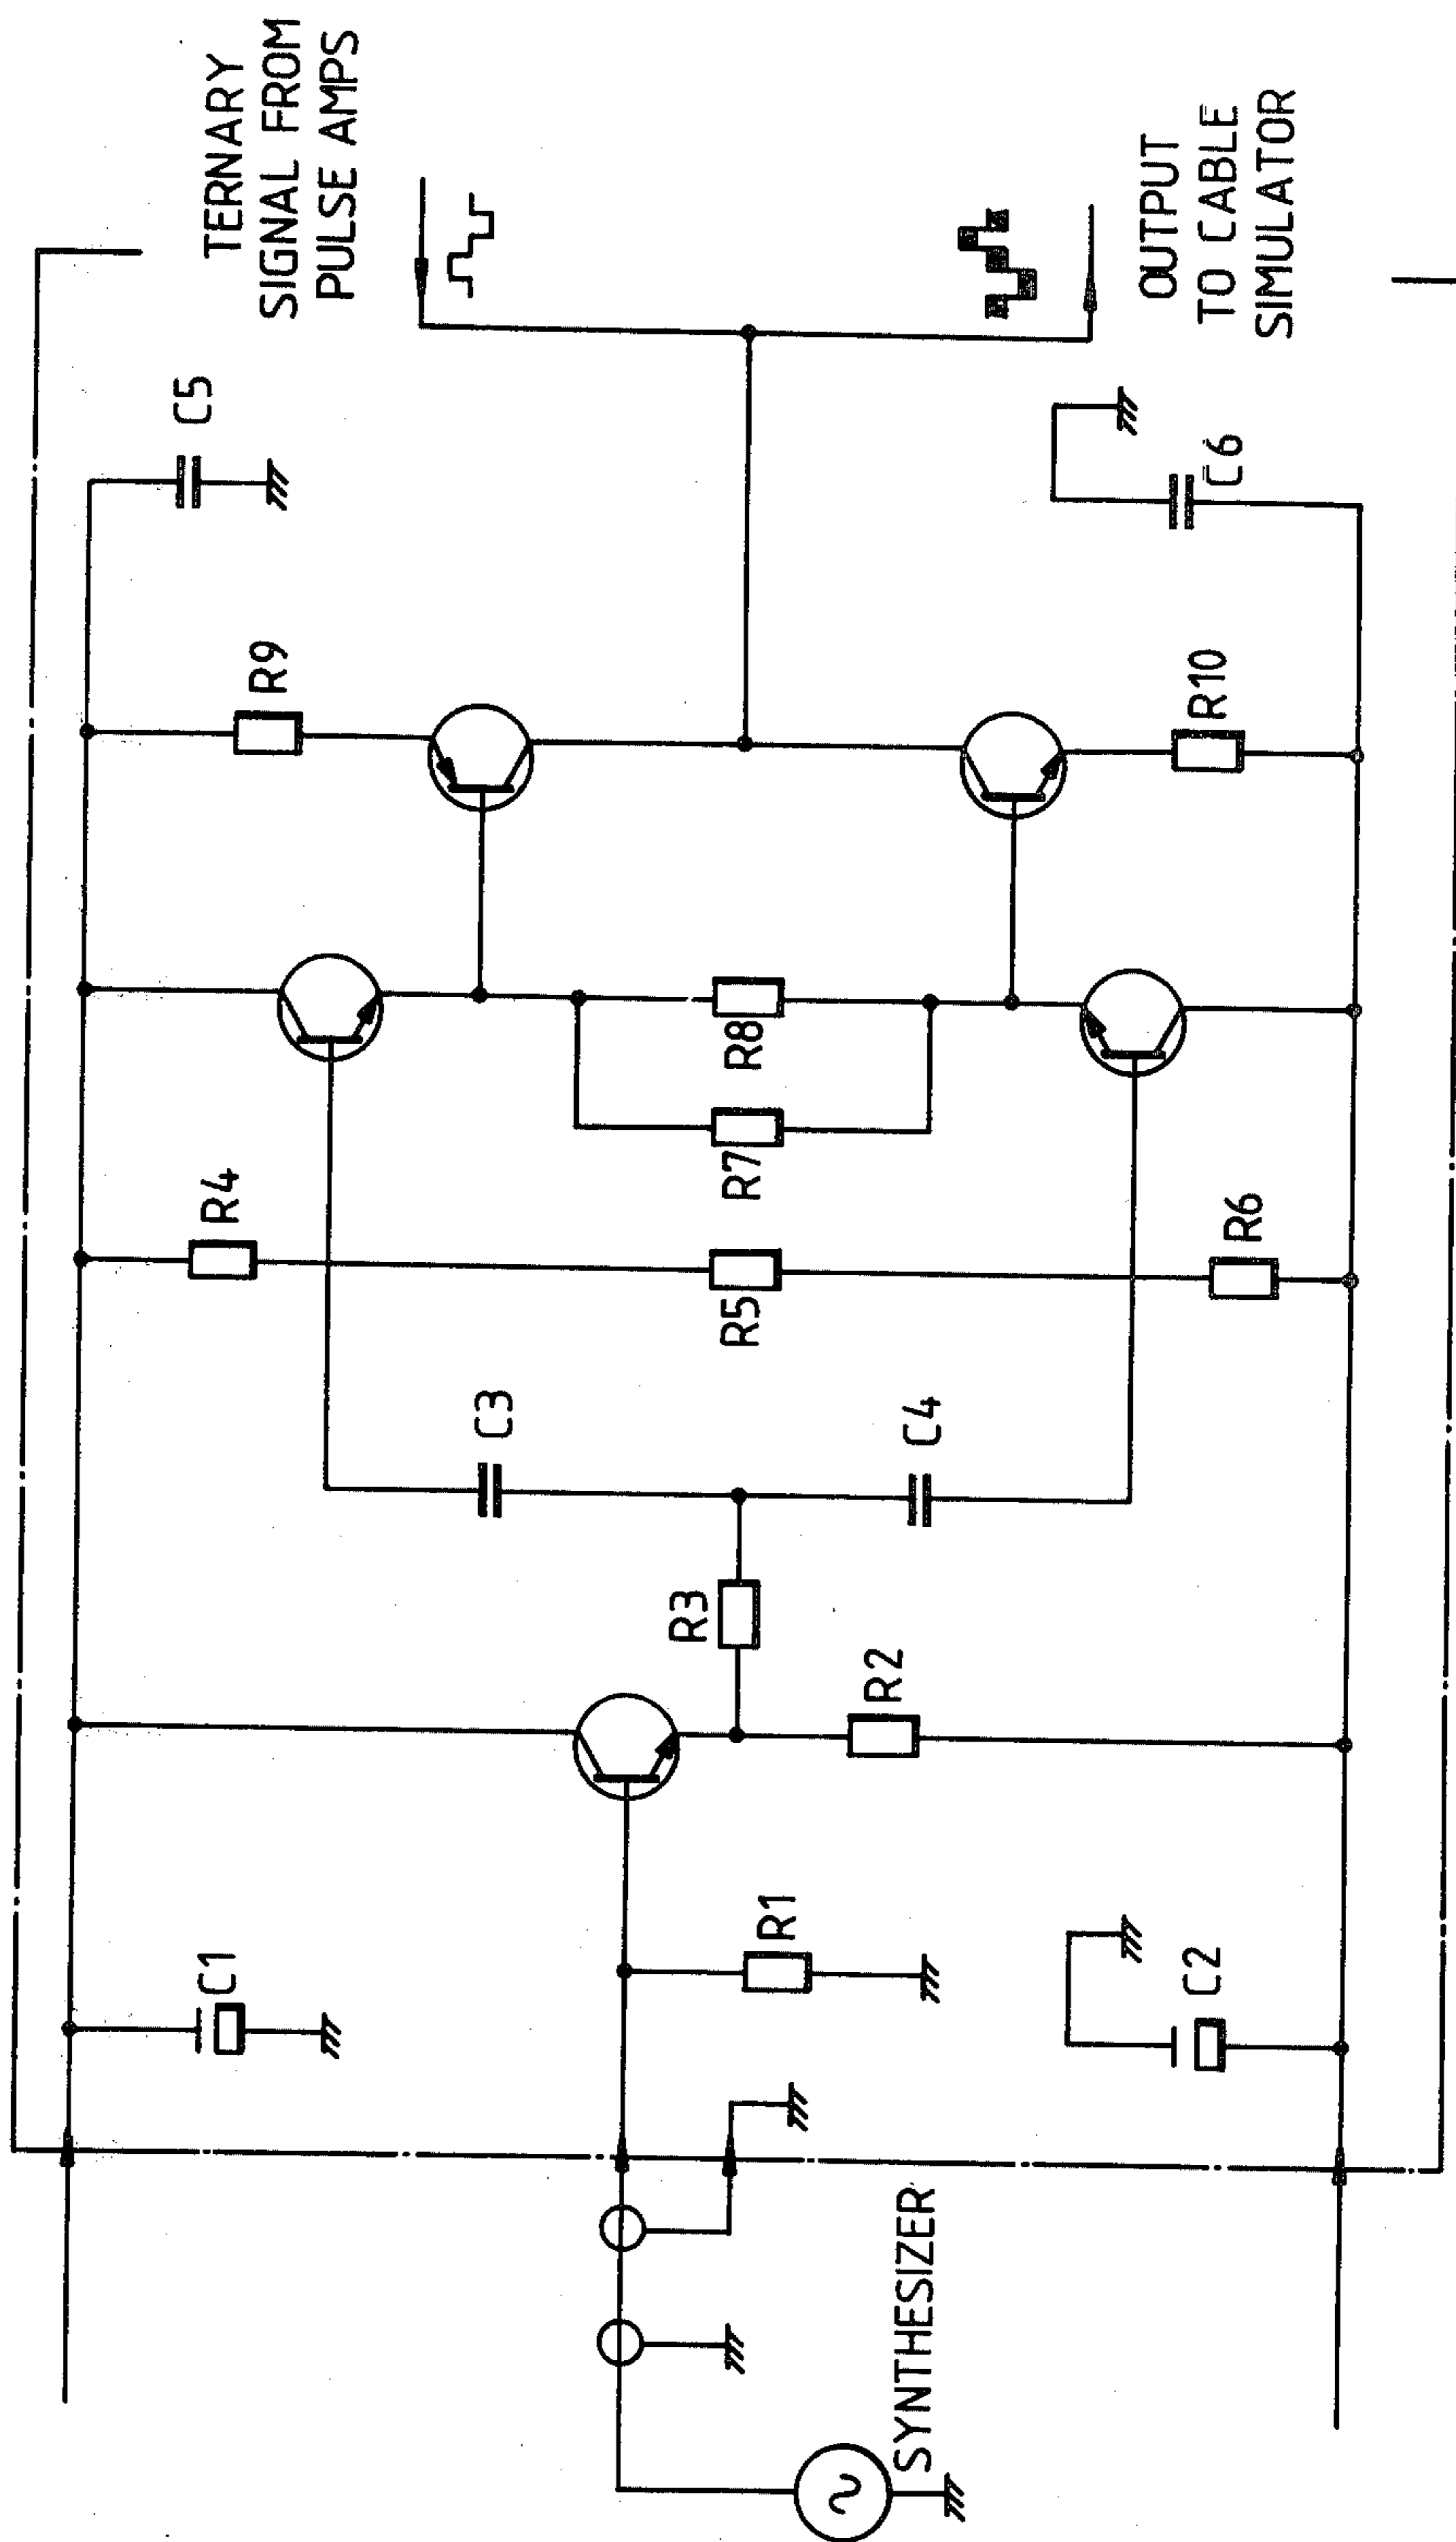 TERNARY
SIGNAL FROM
PULSE AMPS
C5
R9
R4
C3
C1
R8
R7
R5
R3
R1
R2
C4
R6
R10
C6
C2
SYNTHESIZER
OUTPUT
TO CABLE
SIMULATOR